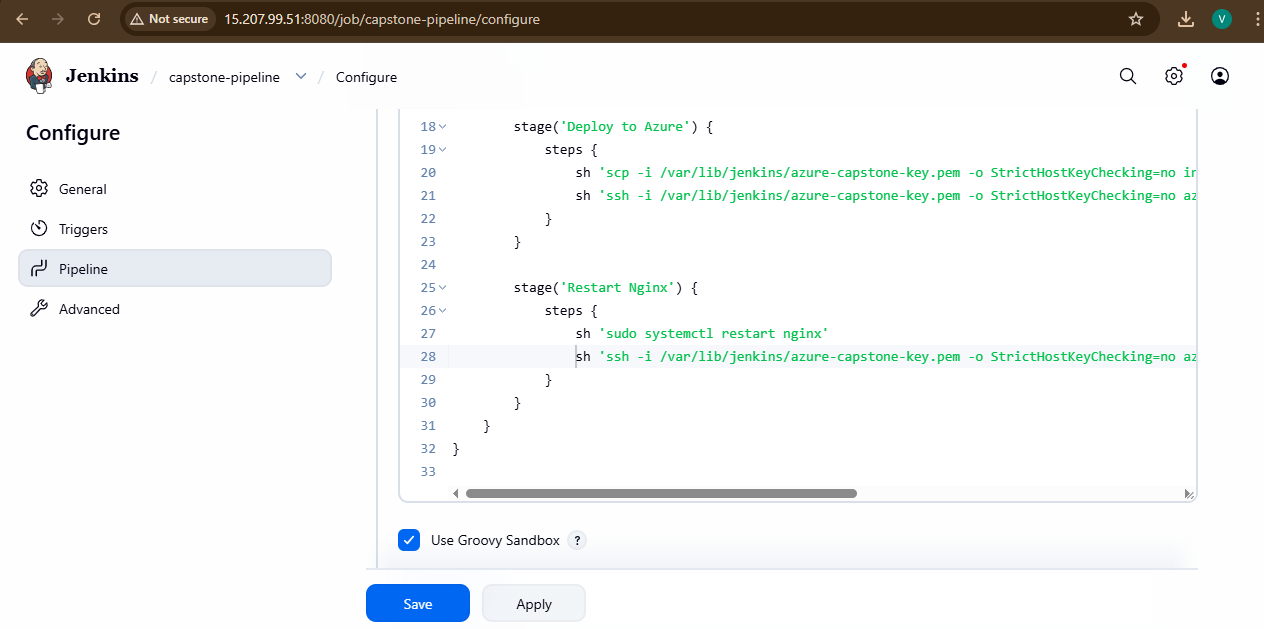 Not secure 15.207.99.51:8080/job/capstone-pipeline/configure V
Jenkins / capstone-pipeline / Configure
Configure
General
Triggers
Pipeline
Advanced
18 stage('Deploy to Azure') {
19 steps {
20 sh 'scp -i /var/lib/jenkins/azure-capstone-key.pem -o StrictHostKeyChecking=no in
21 sh 'ssh -i /var/lib/jenkins/azure-capstone-key.pem -o StrictHostKeyChecking=no az
22 }
23 }
24
25 stage('Restart Nginx') {
26 steps {
27 sh 'sudo systemctl restart nginx'
28 sh 'ssh -i /var/lib/jenkins/azure-capstone-key.pem -o StrictHostKeyChecking=no az
29 }
30 }
31 }
32 }
33
Use Groovy Sandbox ?
Save Apply